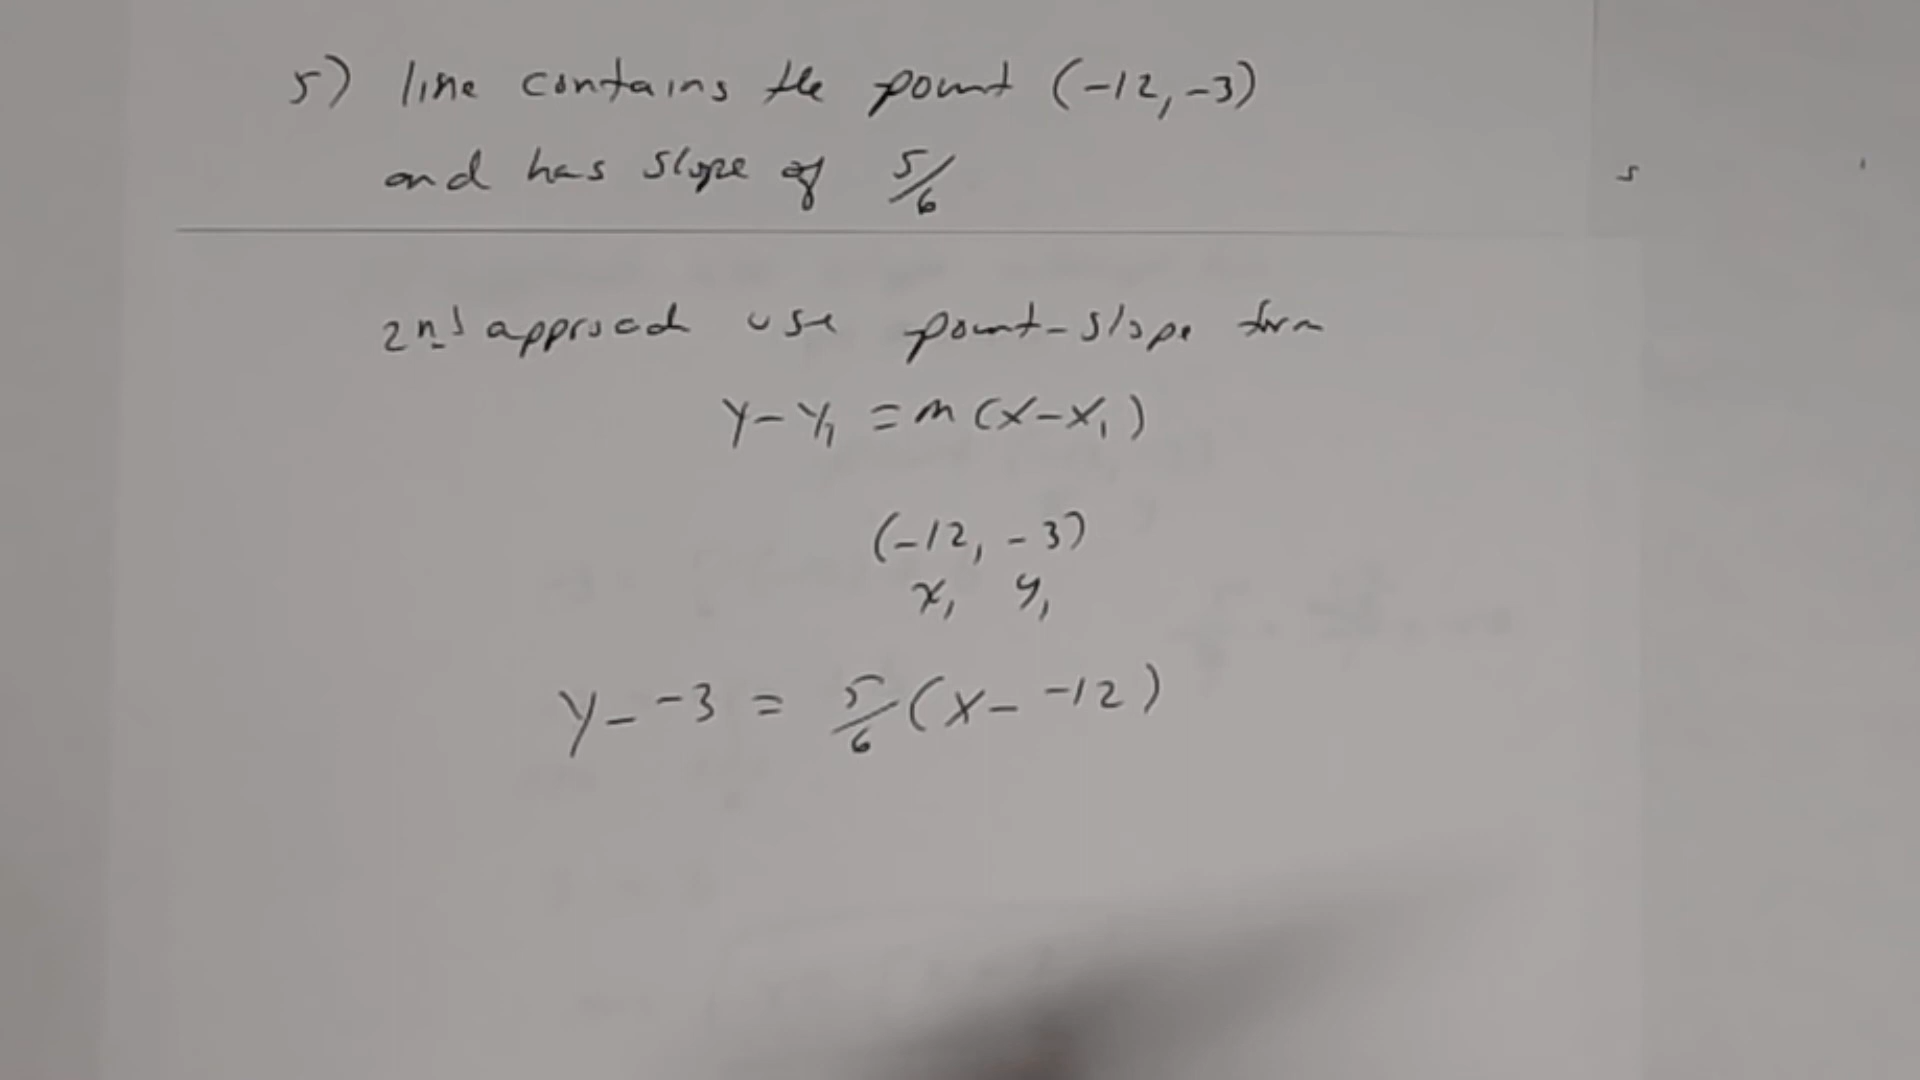 5) line contains the point (-12, -3)
and has slope of 5/6
s
2nd approach use point-slope form
y - y₁ = m (x - x₁)
(-12, -3)
x₁ y₁
y - -3 = 5/6 (x - -12)